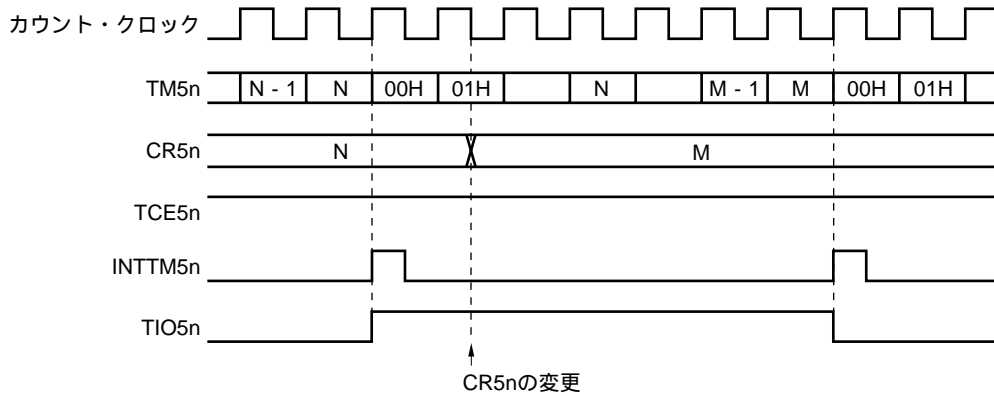 カウント・クロック
TM5n N - 1 N 00H 01H N M - 1 M 00H 01H
CR5n N M
TCE5n
INTTM5n
TIO5n
CR5nの変更